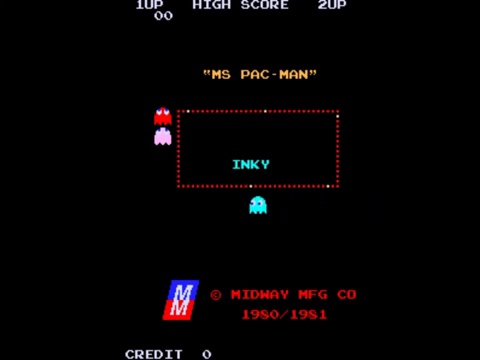 1UP HIGH SCORE 2UP
00
"MS PAC-MAN"
INKY
MM
© MIDWAY MFG CO
1980/1981
CREDIT 0